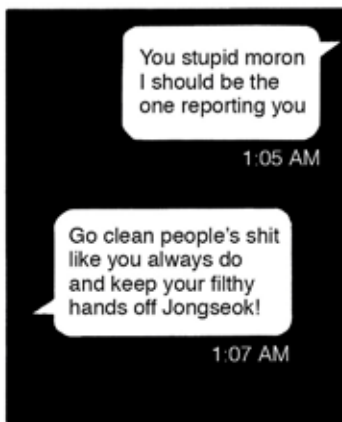 You stupid moron
I should be the
one reporting you
1:05 AM
Go clean people's shit
like you always do
and keep your filthy
hands off Jongseok!
1:07 AM